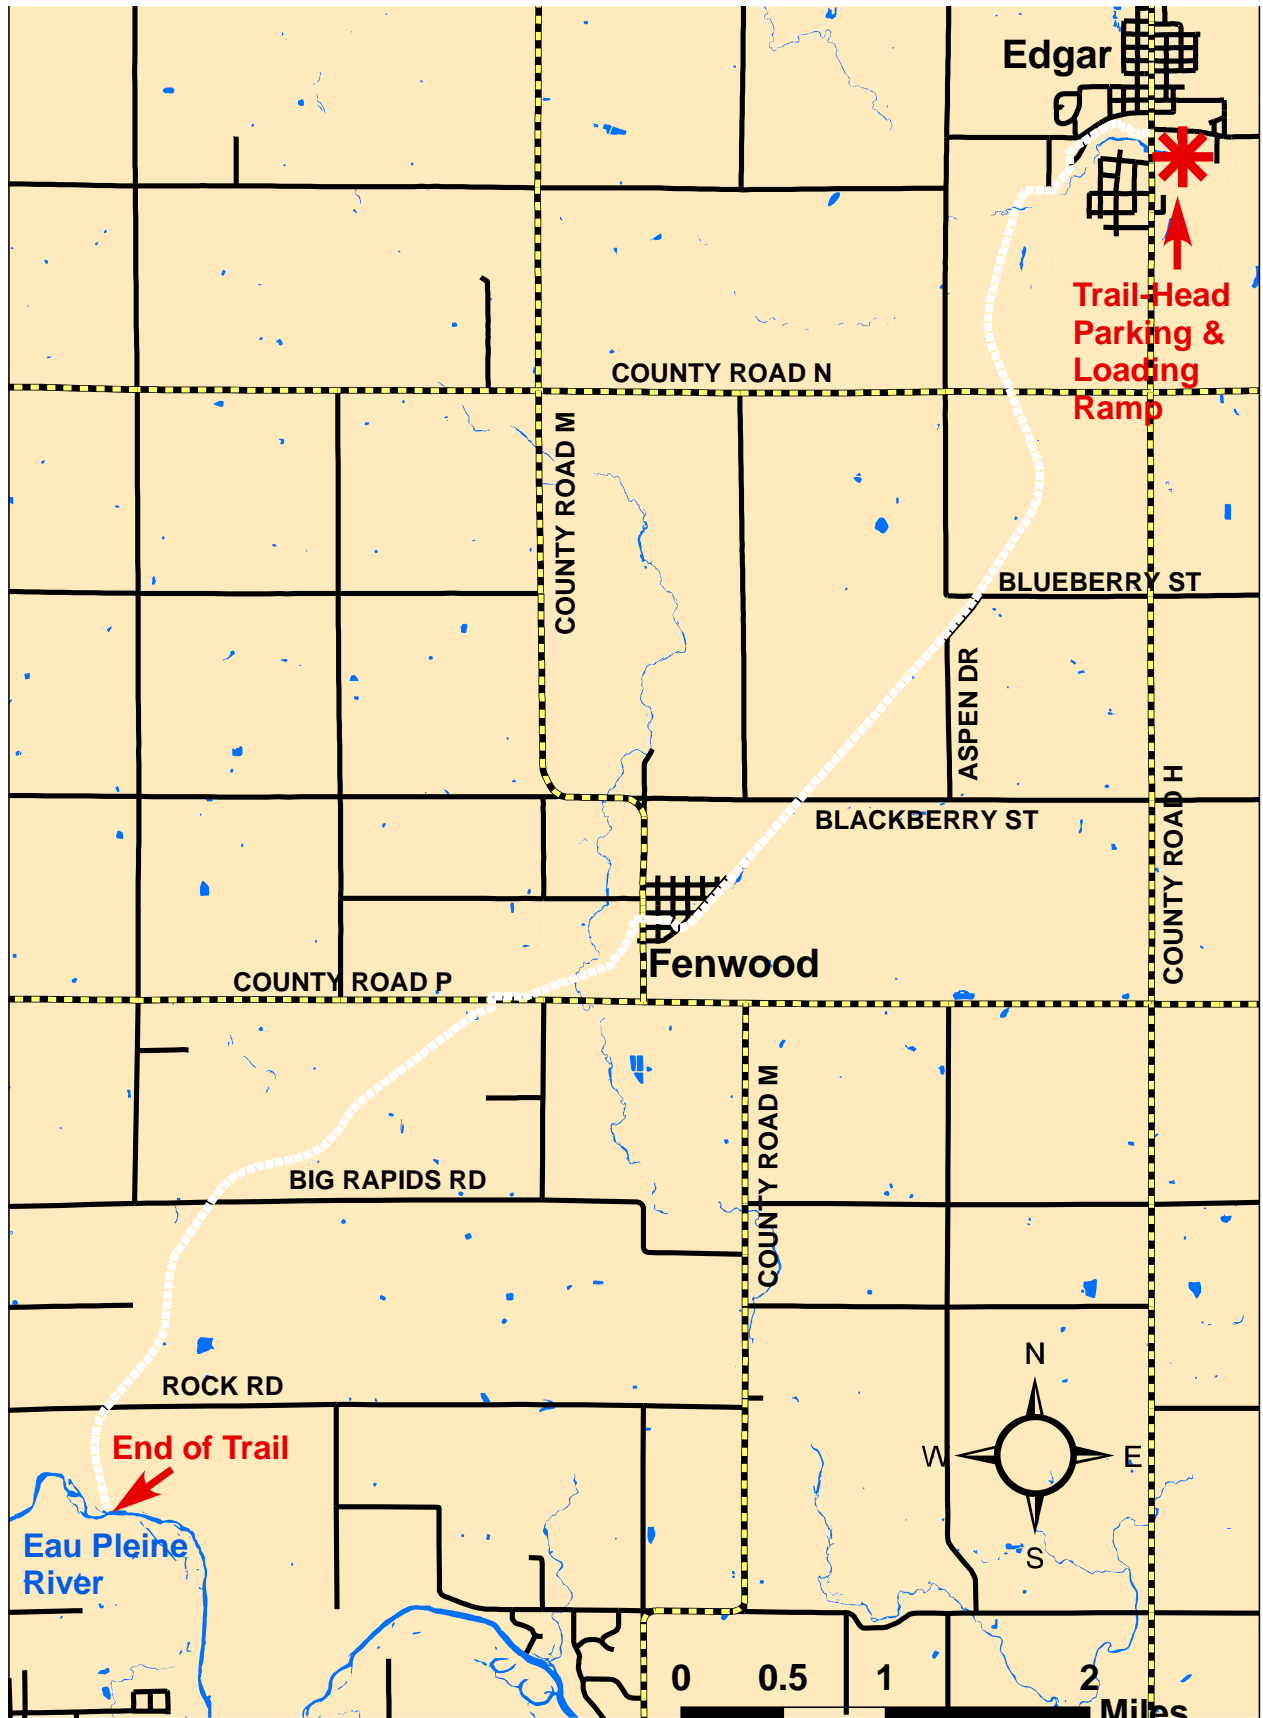 Edgar
Trail-Head
Parking &
Loading
Ramp
COUNTY ROAD N
COUNTY ROAD M
BLUEBERRY ST
ASPEN DR
BLACKBERRY ST
COUNTY ROAD H
Fenwood
COUNTY ROAD P
COUNTY ROAD M
BIG RAPIDS RD
N
ROCK RD
End of Trail
W
E
Eau Pleine
River
S
0 0.5 1 2
Miles